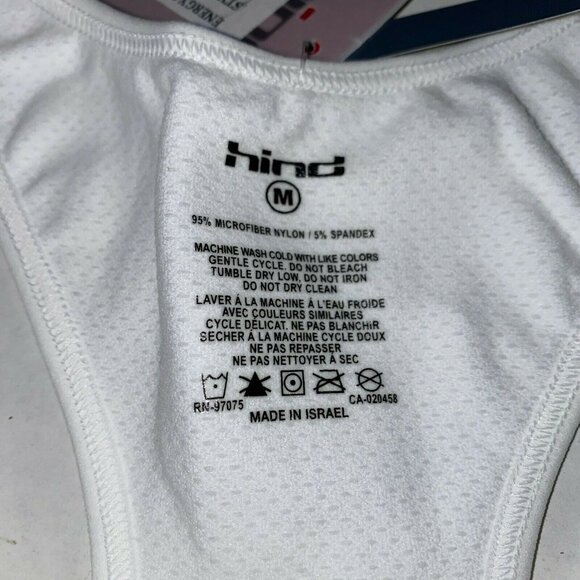 ENERGY
hind
M
95% MICROFIBER NYLON / 5% SPANDEX
MACHINE WASH COLD WITH LIKE COLORS
GENTLE CYCLE. DO NOT BLEACH
TUMBLE DRY LOW. DO NOT IRON
DO NOT DRY CLEAN
LAVER À LA MACHINE À L'EAU FROIDE
AVEC COULEURS SIMILAIRES
CYCLE DÉLICAT. NE PAS BLANCHIR
SECHER À LA MACHINE CYCLE DOUX
NE PAS REPASSER
NE PAS NETTOYER À SEC
RN-97075 CA-020458
MADE IN ISRAEL